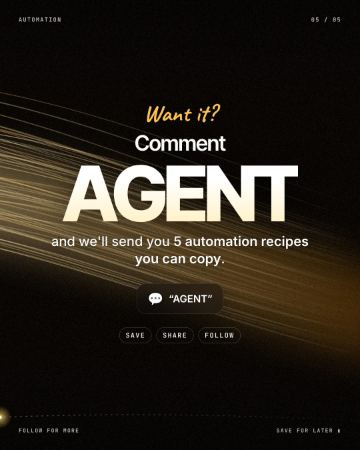 AUTOMATION
05 / 05
Want it?
Comment
AGENT
and we'll send you 5 automation recipes
you can copy.
"AGENT"
SAVE
SHARE
FOLLOW
FOLLOW FOR MORE
SAVE FOR LATER